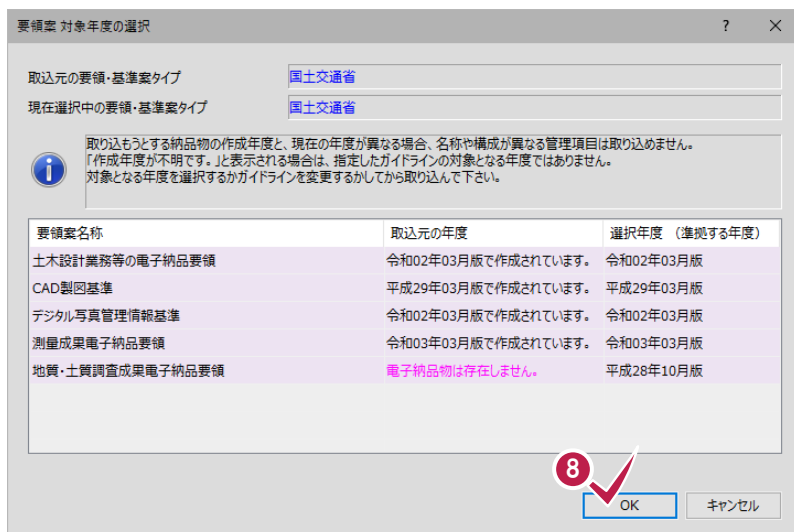 要領案 対象年度の選択
?
取込元の要領・基準案タイプ 国土交通省
現在選択中の要領・基準案タイプ 国土交通省
取り込もうとする納品物の作成年度と、現在の年度が異なる場合、名称や構成が異なる管理項目は取り込めません。
「作成年度が不明です。」と表示される場合は、指定したガイドラインの対象となる年度ではありません。
対象となる年度を選択するかガイドラインを変更するかしてから取り込んで下さい。
要領案名称 取込元の年度 選択年度 （準拠する年度）
土木設計業務等の電子納品要領 令和02年03月版で作成されています。 令和02年03月版
CAD製図基準 平成29年03月版で作成されています。 平成29年03月版
デジタル写真管理情報基準 令和02年03月版で作成されています。 令和02年03月版
測量成果電子納品要領 令和03年03月版で作成されています。 令和03年03月版
地質・土質調査成果電子納品要領 電子納品物は存在しません。 平成28年10月版
8
OK キャンセル